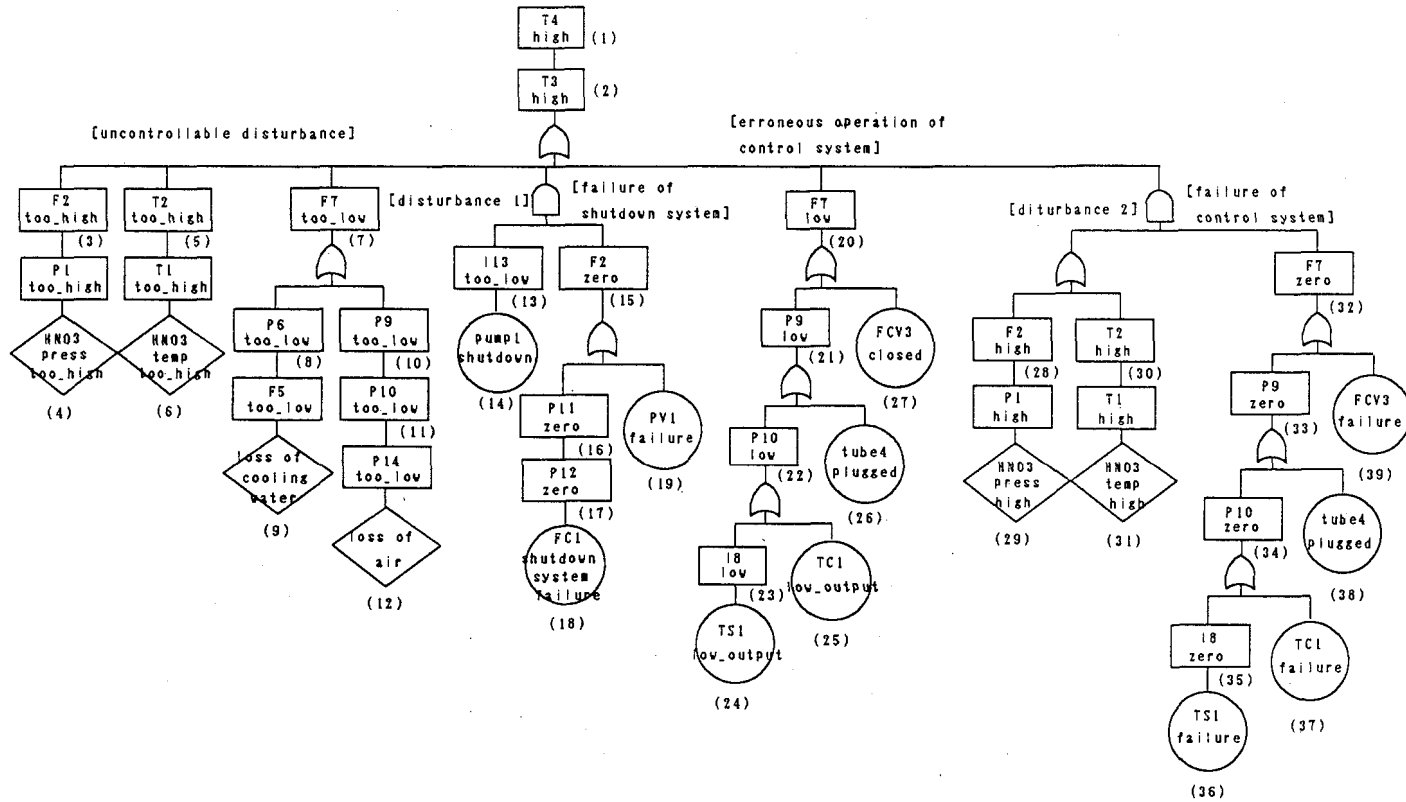 T4
high
(1)
T3
high
(2)
[uncontrollable disturbance]
[erroneous operation of
control system]
F2
too_high
(3)
P1
too_high
HNO3
press
too_high
(4)
T2
too_high
(5)
T1
too_high
HNO3
temp
too_high
(6)
F7
too_low
(7)
P6
too_low
(8)
F5
too_low
loss of
cooling
water
(9)
P9
too_low
(10)
P10
too_low
(11)
P14
too_low
loss of
air
(12)
[disturbance 1]
[failure of
shutdown system]
I13
too_low
(13)
pump1
shutdown
(14)
F2
zero
(15)
P11
zero
(16)
P12
zero
(17)
FC1
shutdown
system
failure
(18)
PV1
failure
(19)
F7
low
(20)
P9
low
(21)
P10
low
(22)
I8
low
(23)
TS1
low_output
(24)
TC1
low_output
(25)
tube4
plugged
(26)
FCV3
closed
(27)
[diturbance 2]
[failure of
control system]
F2
high
(28)
P1
high
HNO3
press
high
(29)
T2
high
(30)
T1
high
HNO3
temp
high
(31)
F7
zero
(32)
P9
zero
(33)
P10
zero
(34)
I8
zero
(35)
TS1
failure
(36)
TC1
failure
(37)
tube4
plugged
(38)
FCV3
failure
(39)